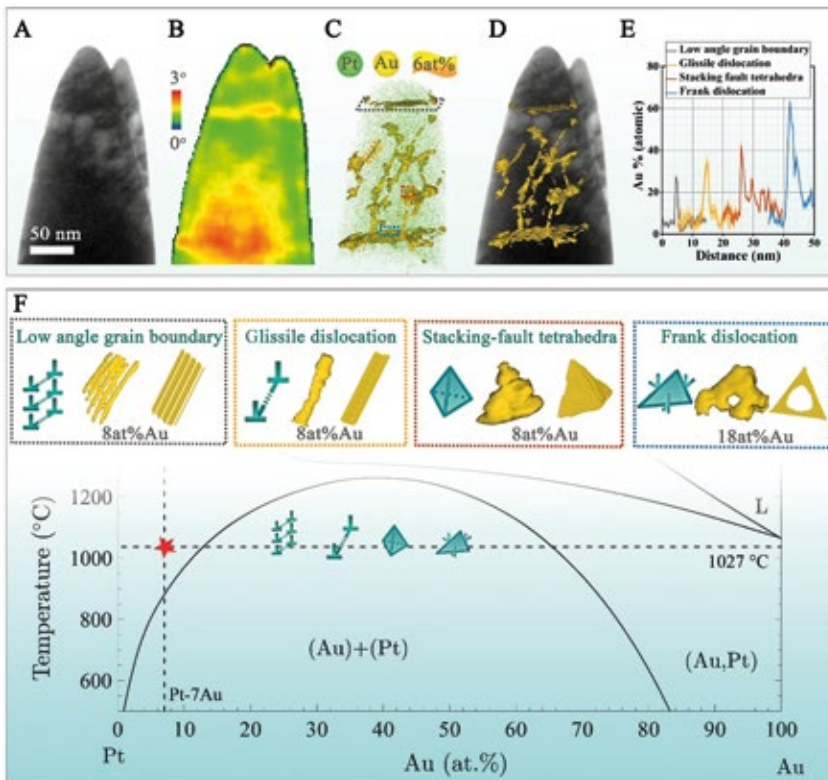 A
B
C
D
E
3°
0°
50 nm
Pt
Au
6at%
Low angle grain boundary
Glissile dislocation
Stacking fault tetrahedra
Frank dislocation
80
60
40
20
0
Au % (atomic)
0 10 20 30 40 50
Distance (nm)
F
Low angle grain boundary
8at%Au
Glissile dislocation
8at%Au
Stacking-fault tetrahedra
8at%Au
Frank dislocation
18at%Au
1200
1000
800
600
Temperature (°C)
L
1027 °C
(Au)+(Pt)
(Au,Pt)
Pt-7Au
0 10 20 30 40 50 60 70 80 90 100
Pt
Au (at.%)
Au